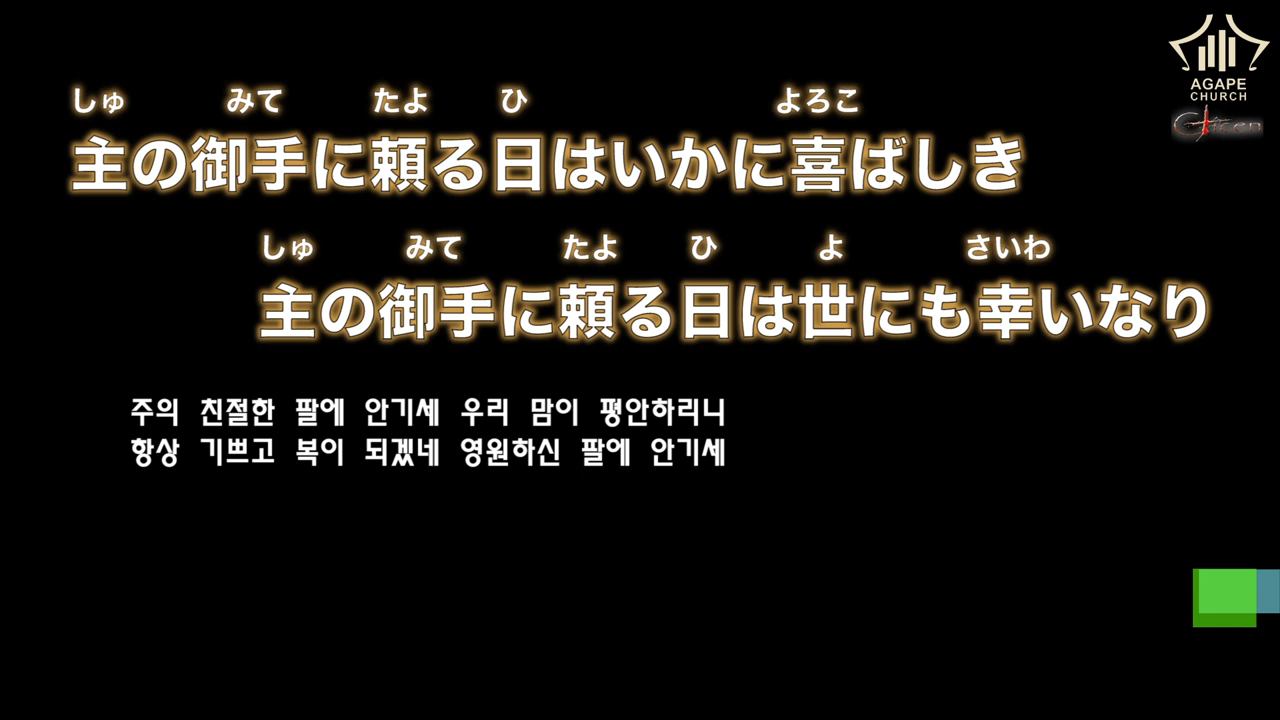 AGAPE
CHURCH
しゅ みて たよ ひ よろこ
主の御手に頼る日はいかに喜ばしき
しゅ みて たよ ひ よ さいわ
主の御手に頼る日は世にも幸いなり
주의 친절한 팔에 안기세 우리 맘이 평안하리니
항상 기쁘고 복이 되겠네 영원하신 팔에 안기세